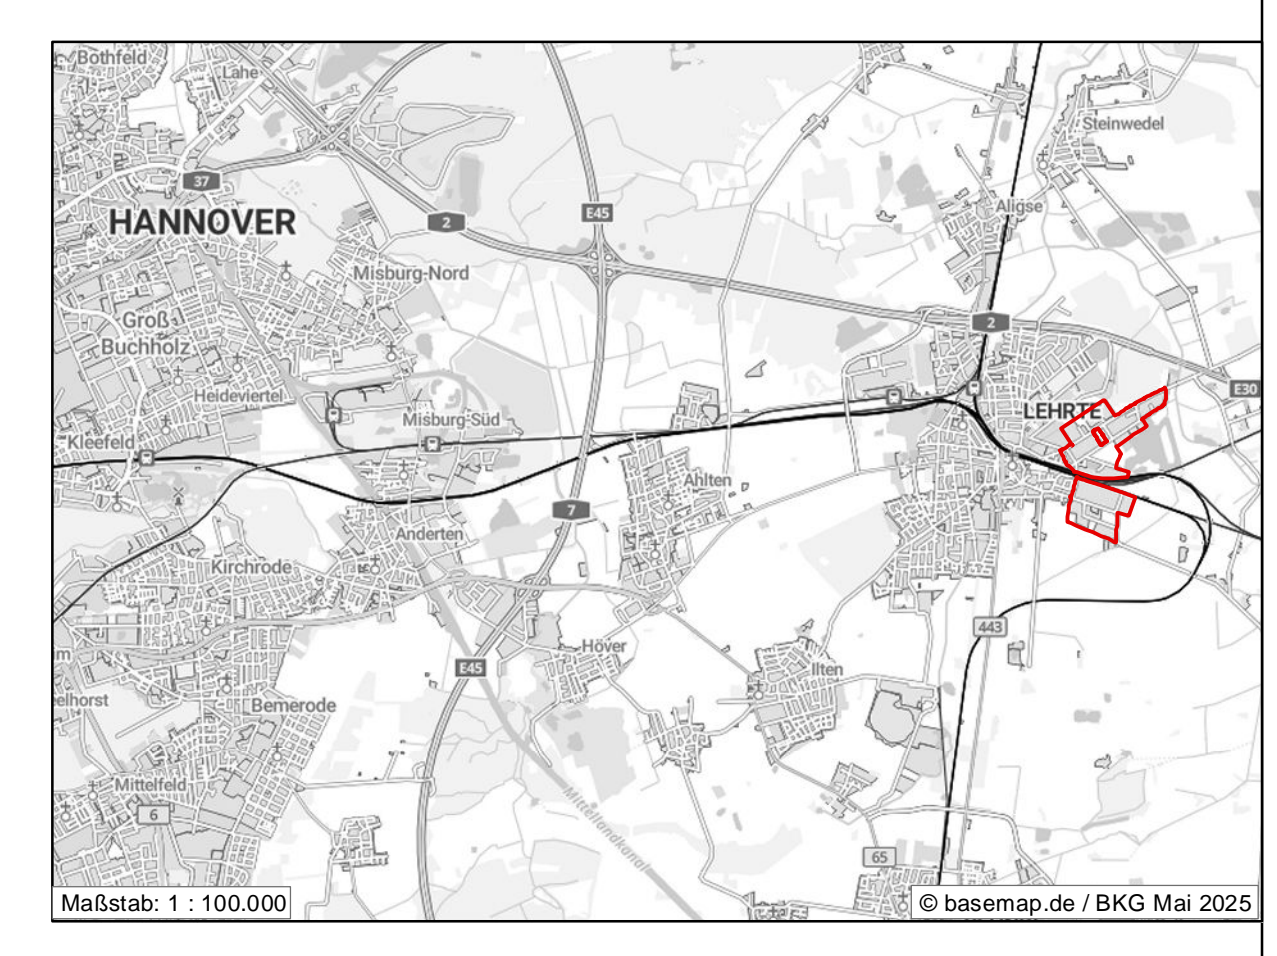 Bothfeld
Lahe
Steinwedel
37
Aligse
HANNOVER
2
E45
Misburg-Nord
Groß
Buchholz
2
Heideviertel
E30
LEHRTE
Misburg-Süd
Kleefeld
Ahlten
7
Anderten
Kirchrode
443
Höver
m
E45
Ilten
elhorst
Bemerode
Mittelfeld
6
Mittellandkanal
65
Maßstab: 1 : 100.000
© basemap.de / BKG Mai 2025